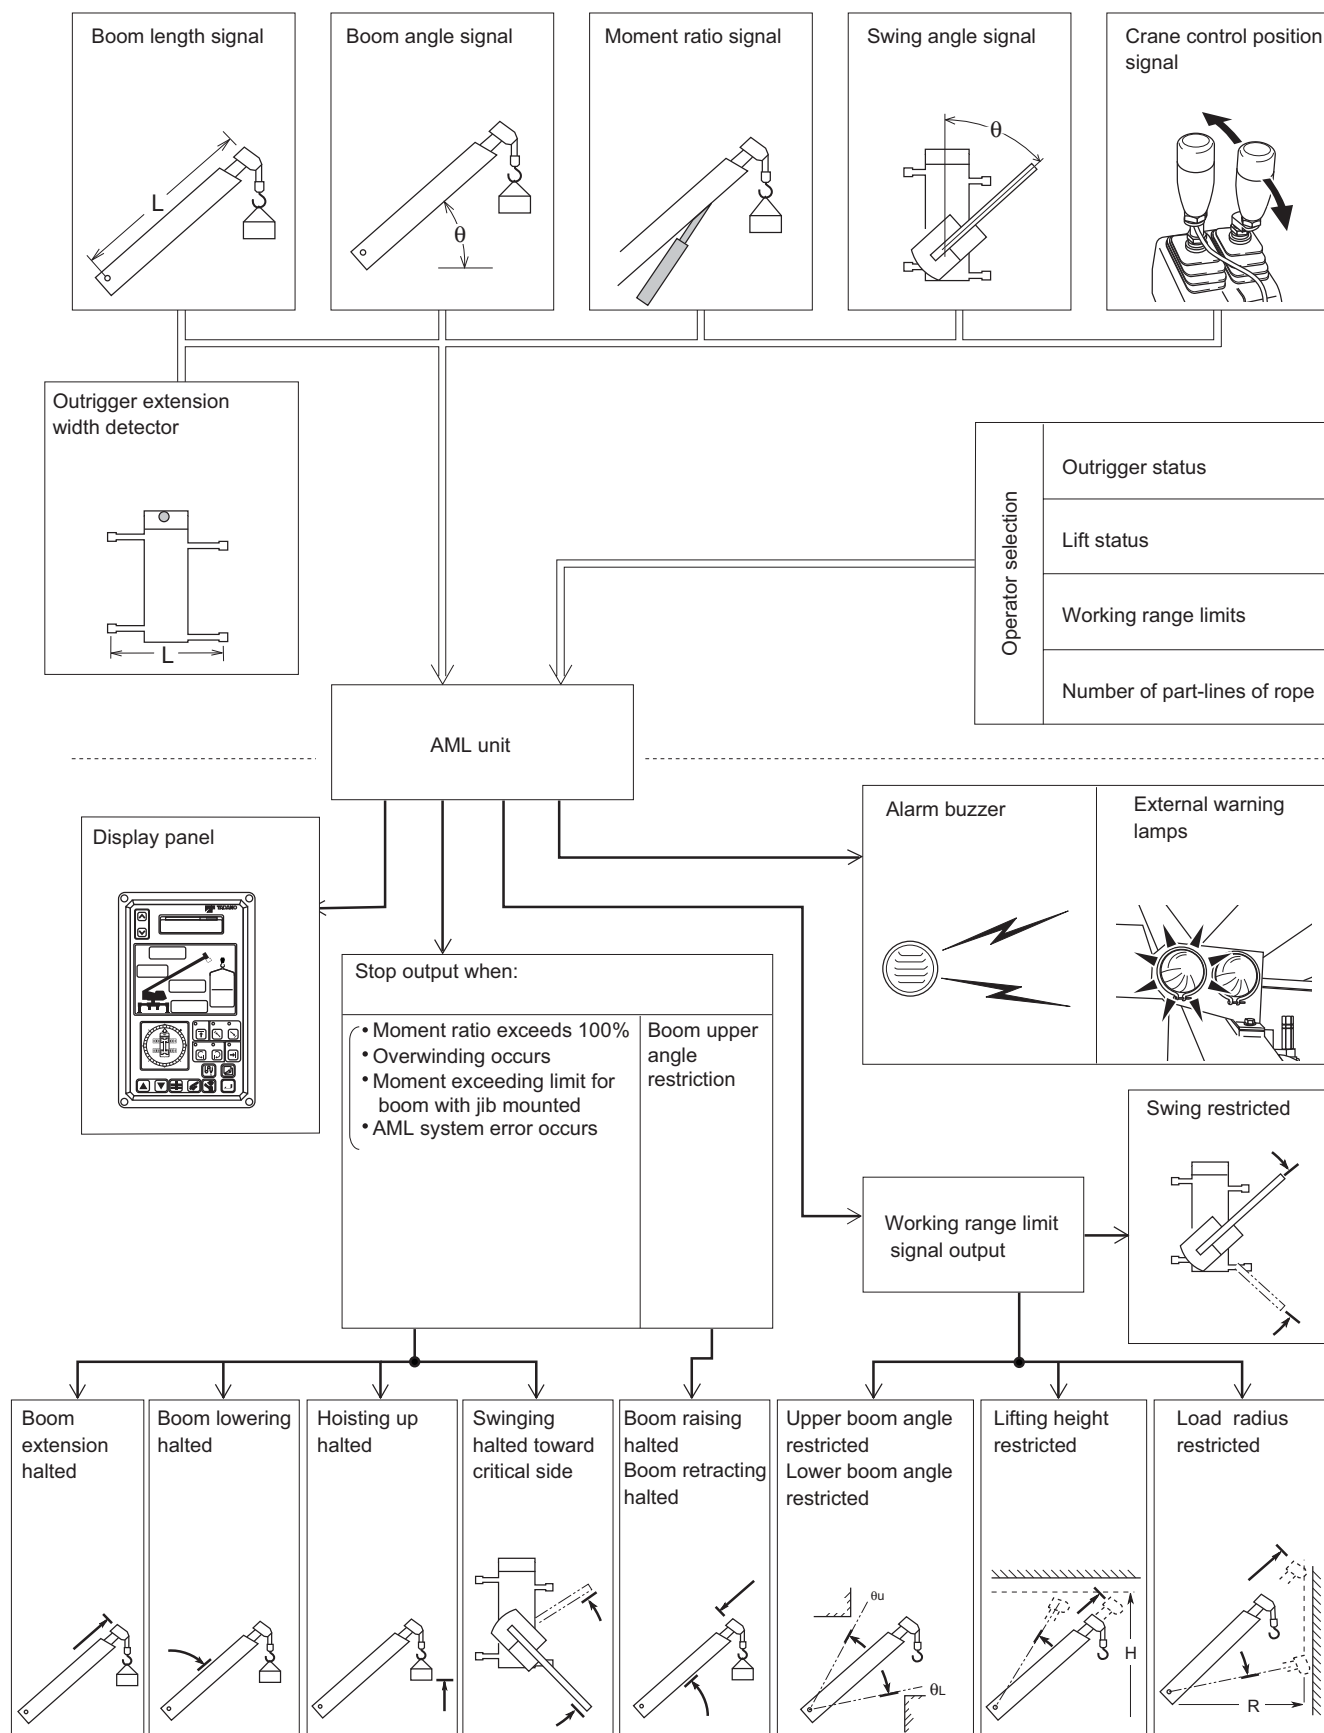 Boom length signal
Boom angle signal
Moment ratio signal
Swing angle signal
Crane control position
signal
L
θ
θ
Outrigger extension
width detector
L
Operator selection
Outrigger status
Lift status
Working range limits
Number of part-lines of rope
AML unit
Display panel
Alarm buzzer
External warning
lamps
Stop output when:
• Moment ratio exceeds 100%
• Overwinding occurs
• Moment exceeding limit for
boom with jib mounted
• AML system error occurs
Boom upper
angle
restriction
Swing restricted
Working range limit
signal output
Boom
extension
halted
Boom lowering
halted
Hoisting up
halted
Swinging
halted toward
critical side
Boom raising
halted
Boom retracting
halted
Upper boom angle
restricted
Lower boom angle
restricted
θu
θL
Lifting height
restricted
H
Load radius
restricted
R